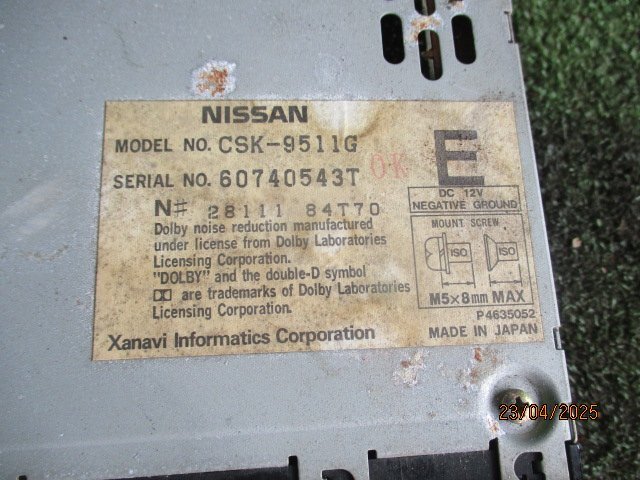 NISSAN
MODEL NO. CSK-9511G
OK
E
SERIAL NO. 60740543T
N# 28111 84T70
DC 12V
NEGATIVE GROUND
Dolby noise reduction manufactured
under license from Dolby Laboratories
Licensing Corporation.
"DOLBY" and the double-D symbol
are trademarks of Dolby Laboratories
Licensing Corporation.
MOUNT SCREW
ISO ISO
M5×8mm MAX
P4635052
Xanavi Informatics Corporation
MADE IN JAPAN
23/04/2025